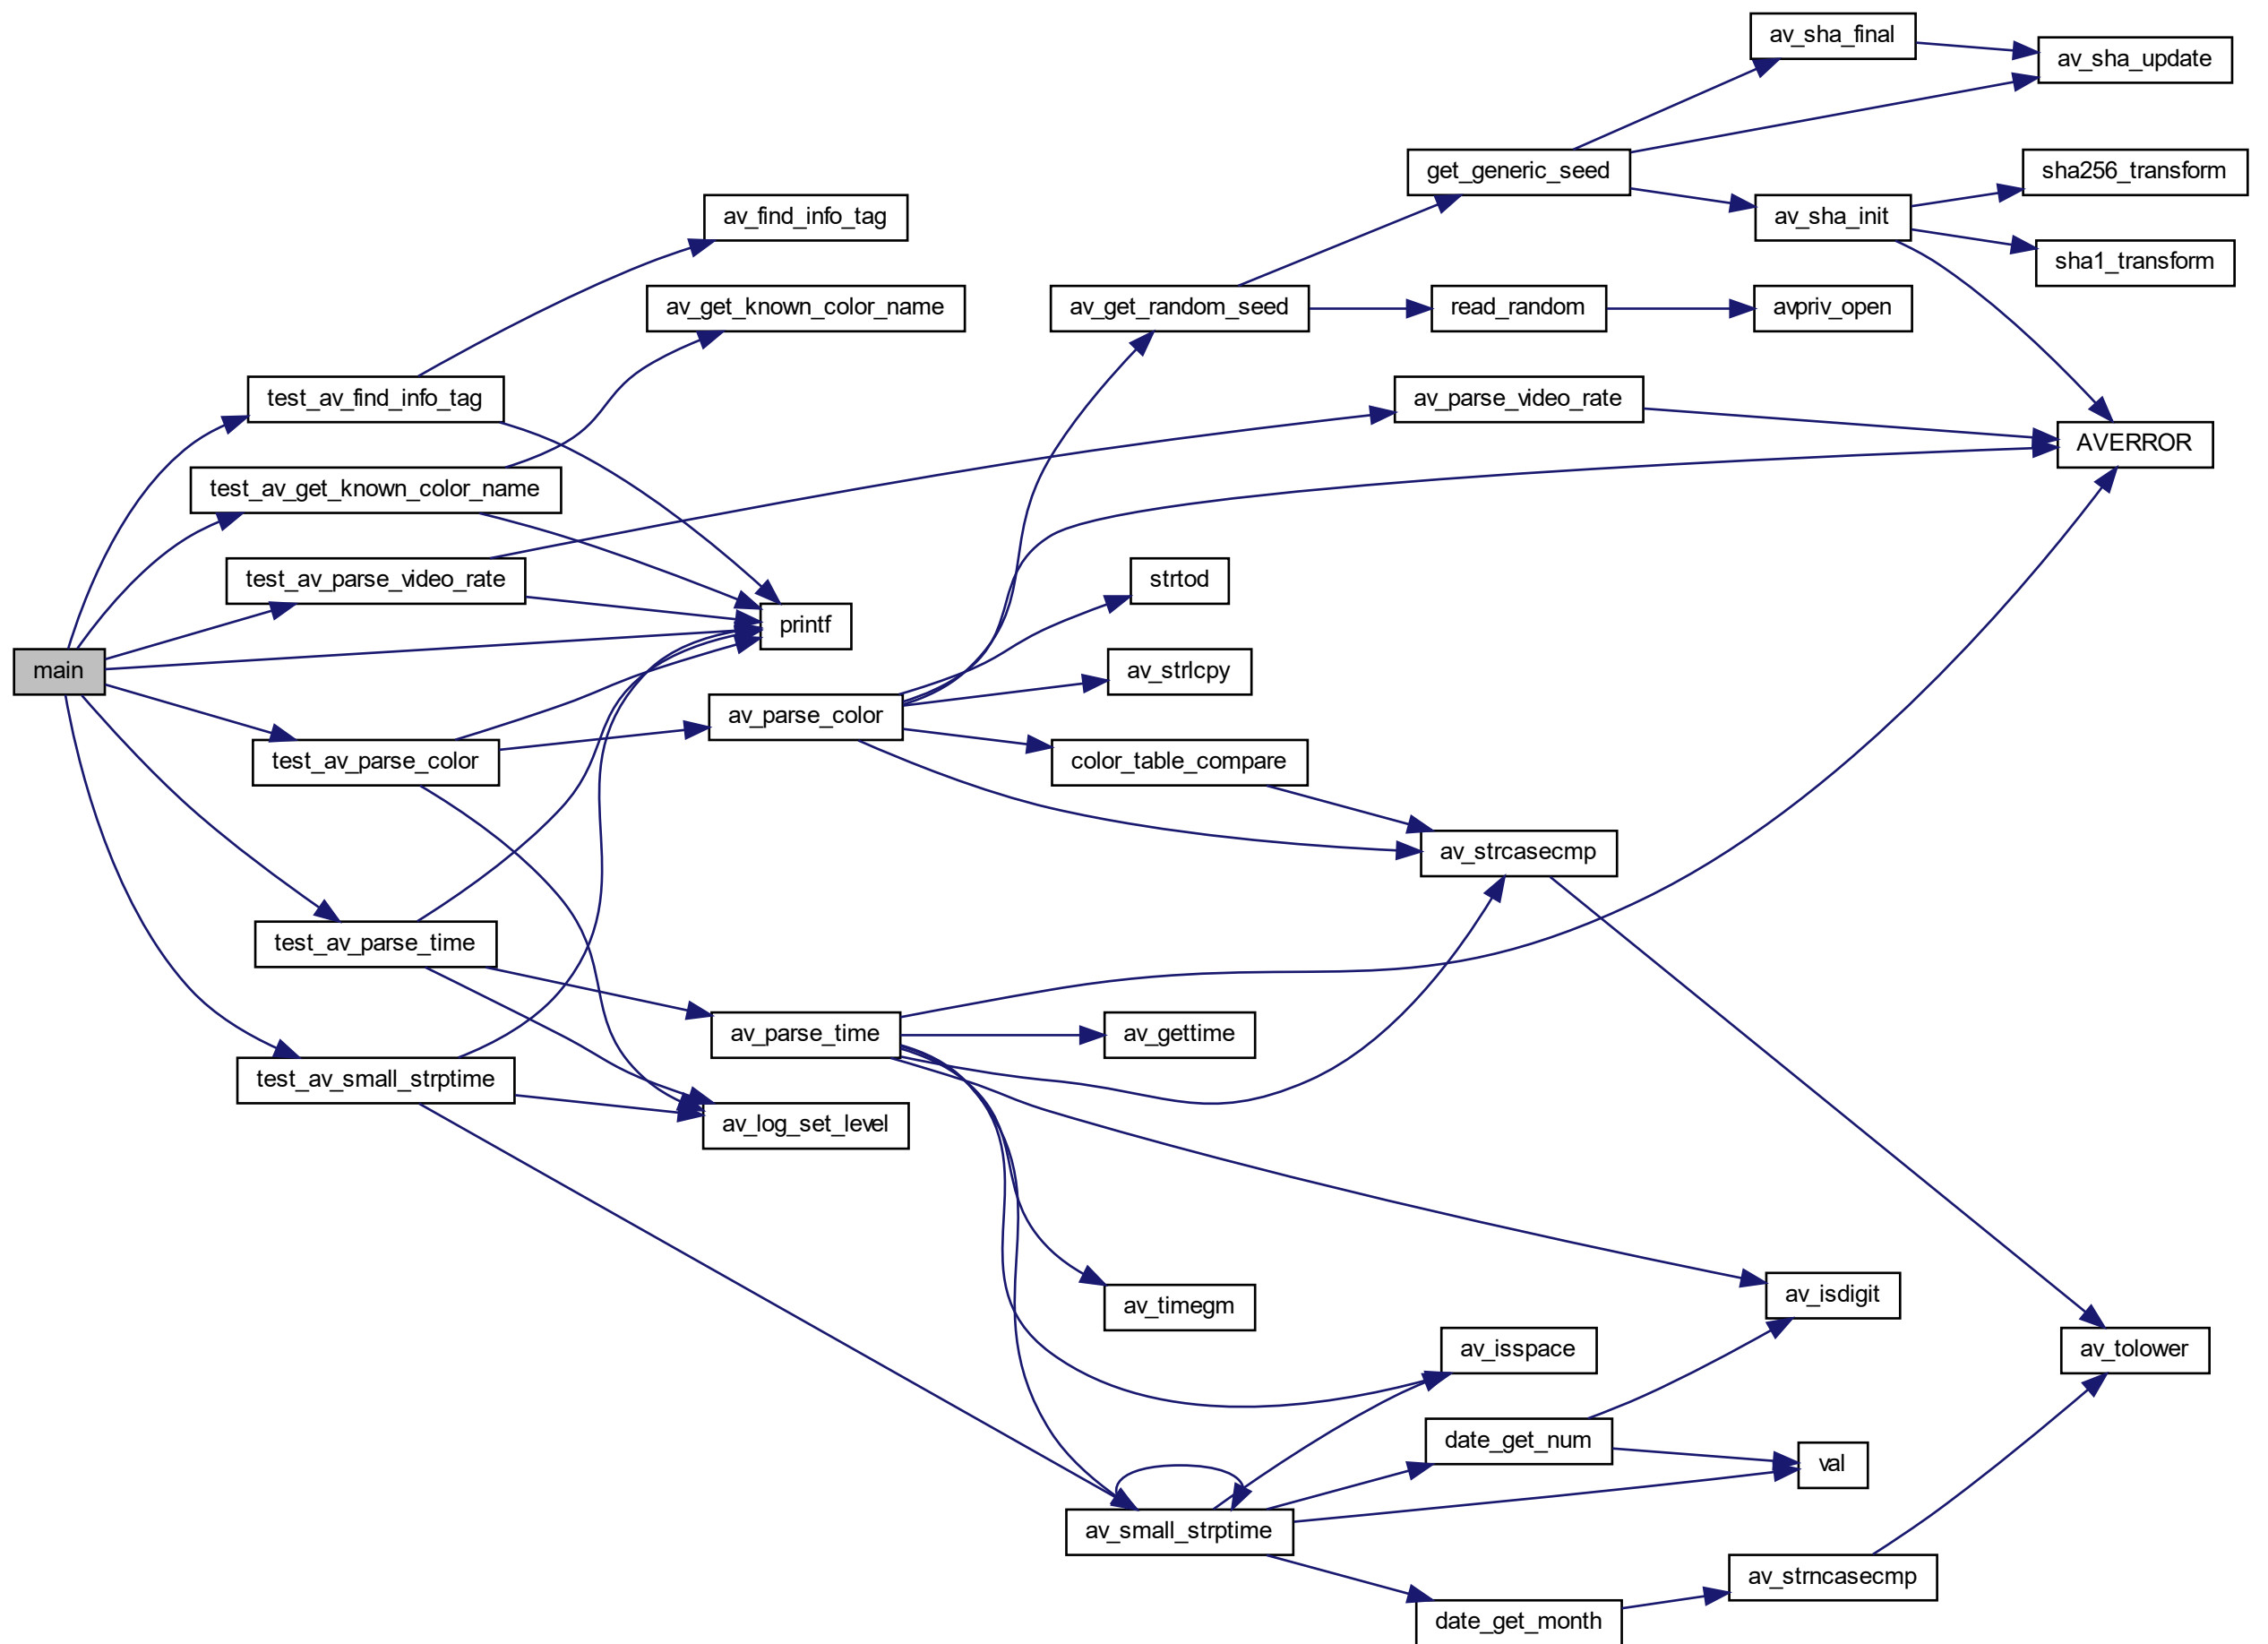 av_sha_final
av_sha_update
get_generic_seed
sha256_transform
av_find_info_tag
av_sha_init
sha1_transform
av_get_known_color_name
av_get_random_seed
read_random
avpriv_open
test_av_find_info_tag
av_parse_video_rate
AVERROR
test_av_get_known_color_name
test_av_parse_video_rate
strtod
printf
main
av_strlcpy
av_parse_color
test_av_parse_color
color_table_compare
av_strcasecmp
test_av_parse_time
av_parse_time
av_gettime
test_av_small_strptime
av_log_set_level
av_timegm
av_isdigit
av_isspace
av_tolower
date_get_num
val
av_small_strptime
av_strncasecmp
date_get_month